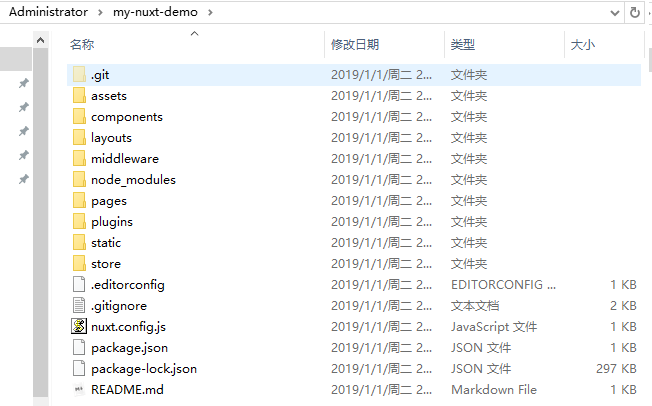 Administrator > my-nuxt-demo >
名称 修改日期 类型 大小
.git 2019/1/1/周二 2... 文件夹
assets 2019/1/1/周二 2... 文件夹
components 2019/1/1/周二 2... 文件夹
layouts 2019/1/1/周二 2... 文件夹
middleware 2019/1/1/周二 2... 文件夹
node_modules 2019/1/1/周二 2... 文件夹
pages 2019/1/1/周二 2... 文件夹
plugins 2019/1/1/周二 2... 文件夹
static 2019/1/1/周二 2... 文件夹
store 2019/1/1/周二 2... 文件夹
.editorconfig 2019/1/1/周二 2... EDITORCONFIG ... 1 KB
.gitignore 2019/1/1/周二 2... 文本文档 2 KB
nuxt.config.js 2019/1/1/周二 2... JavaScript 文件 1 KB
package.json 2019/1/1/周二 2... JSON 文件 1 KB
package-lock.json 2019/1/1/周二 2... JSON 文件 297 KB
README.md 2019/1/1/周二 2... Markdown File 1 KB